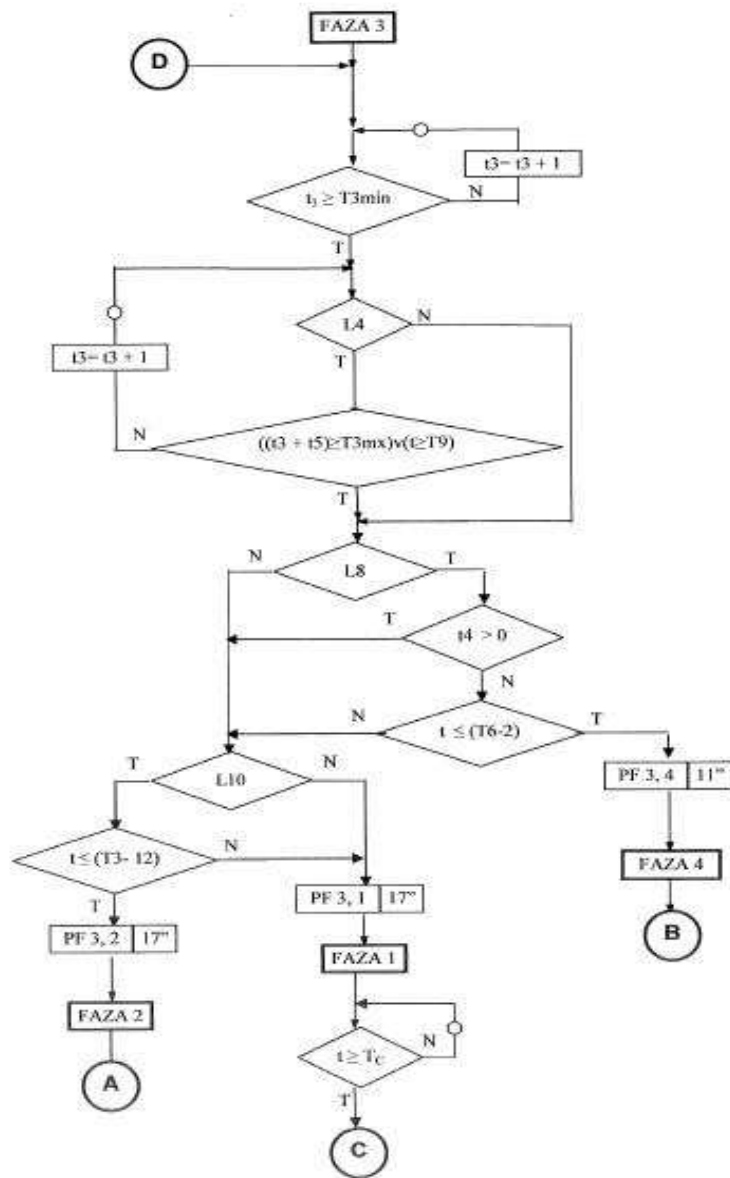 FAZA 3
D
t3= t3 + 1
t₃ ≥ T3min
N
T
L4
N
t3= t3 + 1
T
N
((t3 + t5)≥T3mx)v(t≥T9)
T
N
T
L8
T
t4 > 0
N
N
T
t ≤ (T6-2)
T
N
L10
PF 3, 4
11”
t ≤ (T3- 12)
N
FAZA 4
T
PF 3, 1
17”
B
PF 3, 2
17”
FAZA 1
FAZA 2
N
t ≥ T_C
A
T
C